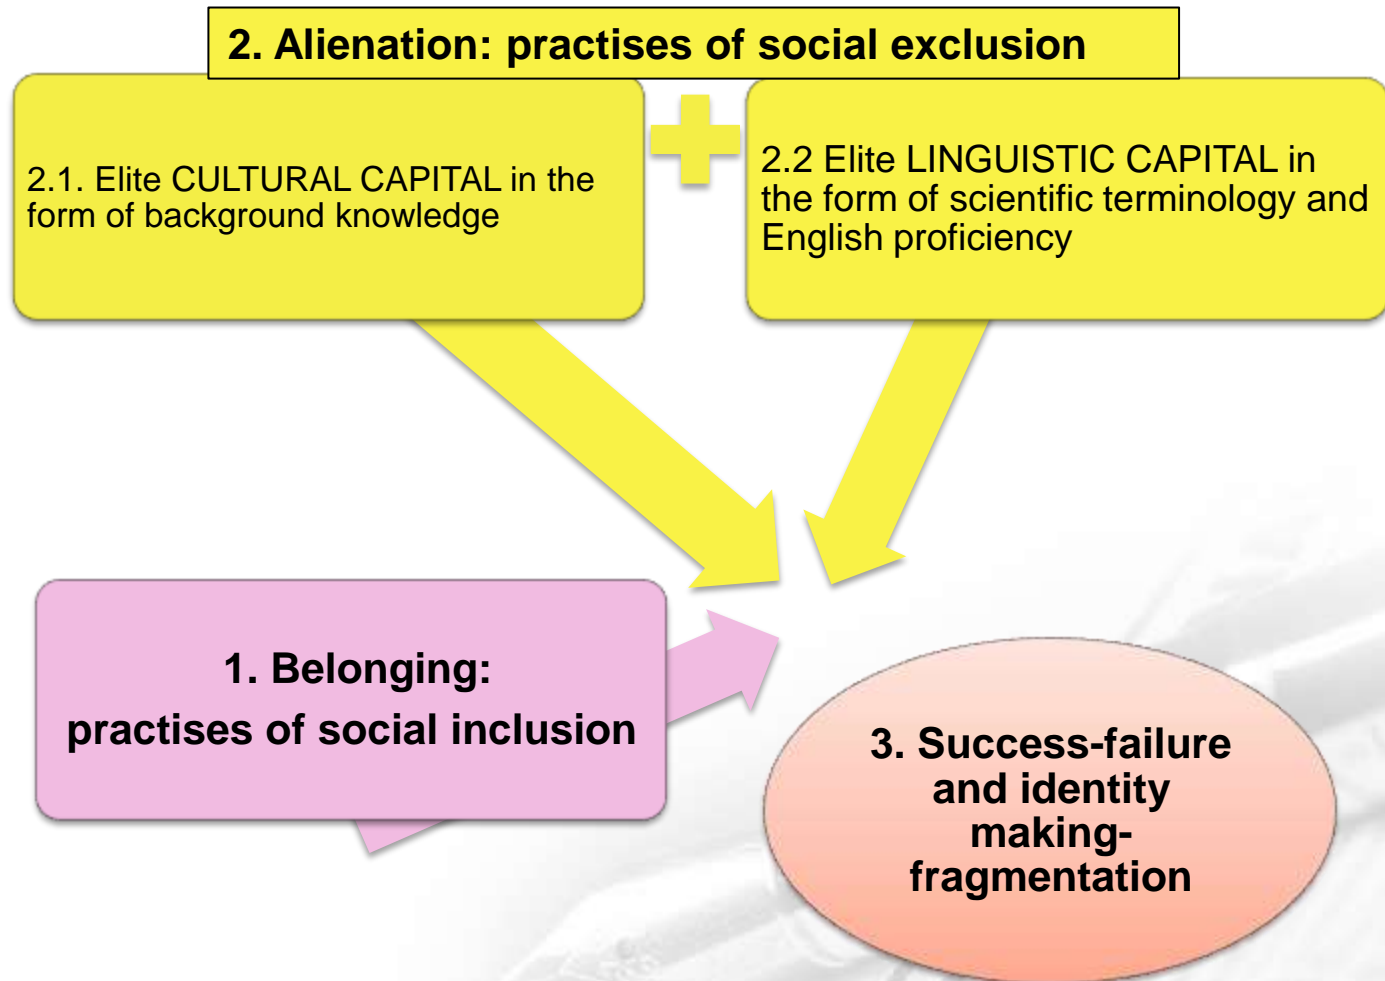 2. Alienation: practises of social exclusion
2.1. Elite CULTURAL CAPITAL in the
form of background knowledge
2.2 Elite LINGUISTIC CAPITAL in
the form of scientific terminology and
English proficiency
1. Belonging:
practises of social inclusion
3. Success-failure
and identity
making-
fragmentation